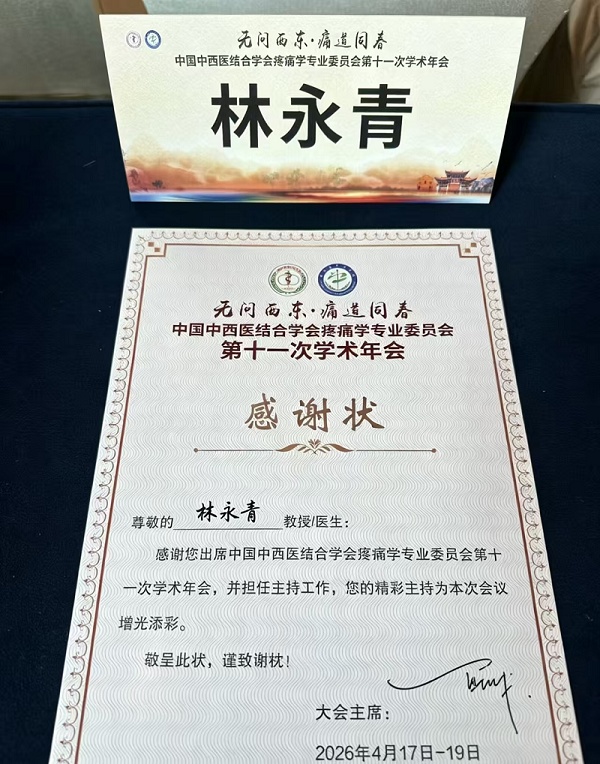 无问西东·痛道同春
中国中西医结合学会疼痛学专业委员会第十一次学术年会
林永青
无问西东·痛道同春
中国中西医结合学会疼痛学专业委员会
第十一次学术年会
感谢状
尊敬的林永青教授/医生：
感谢您出席中国中西医结合学会疼痛学专业委员会第十
一次学术年会，并担任主持工作，您的精彩主持为本次会议
增光添彩。
敬呈此状，谨致谢枕！
大会主席：
2026年4月17日-19日